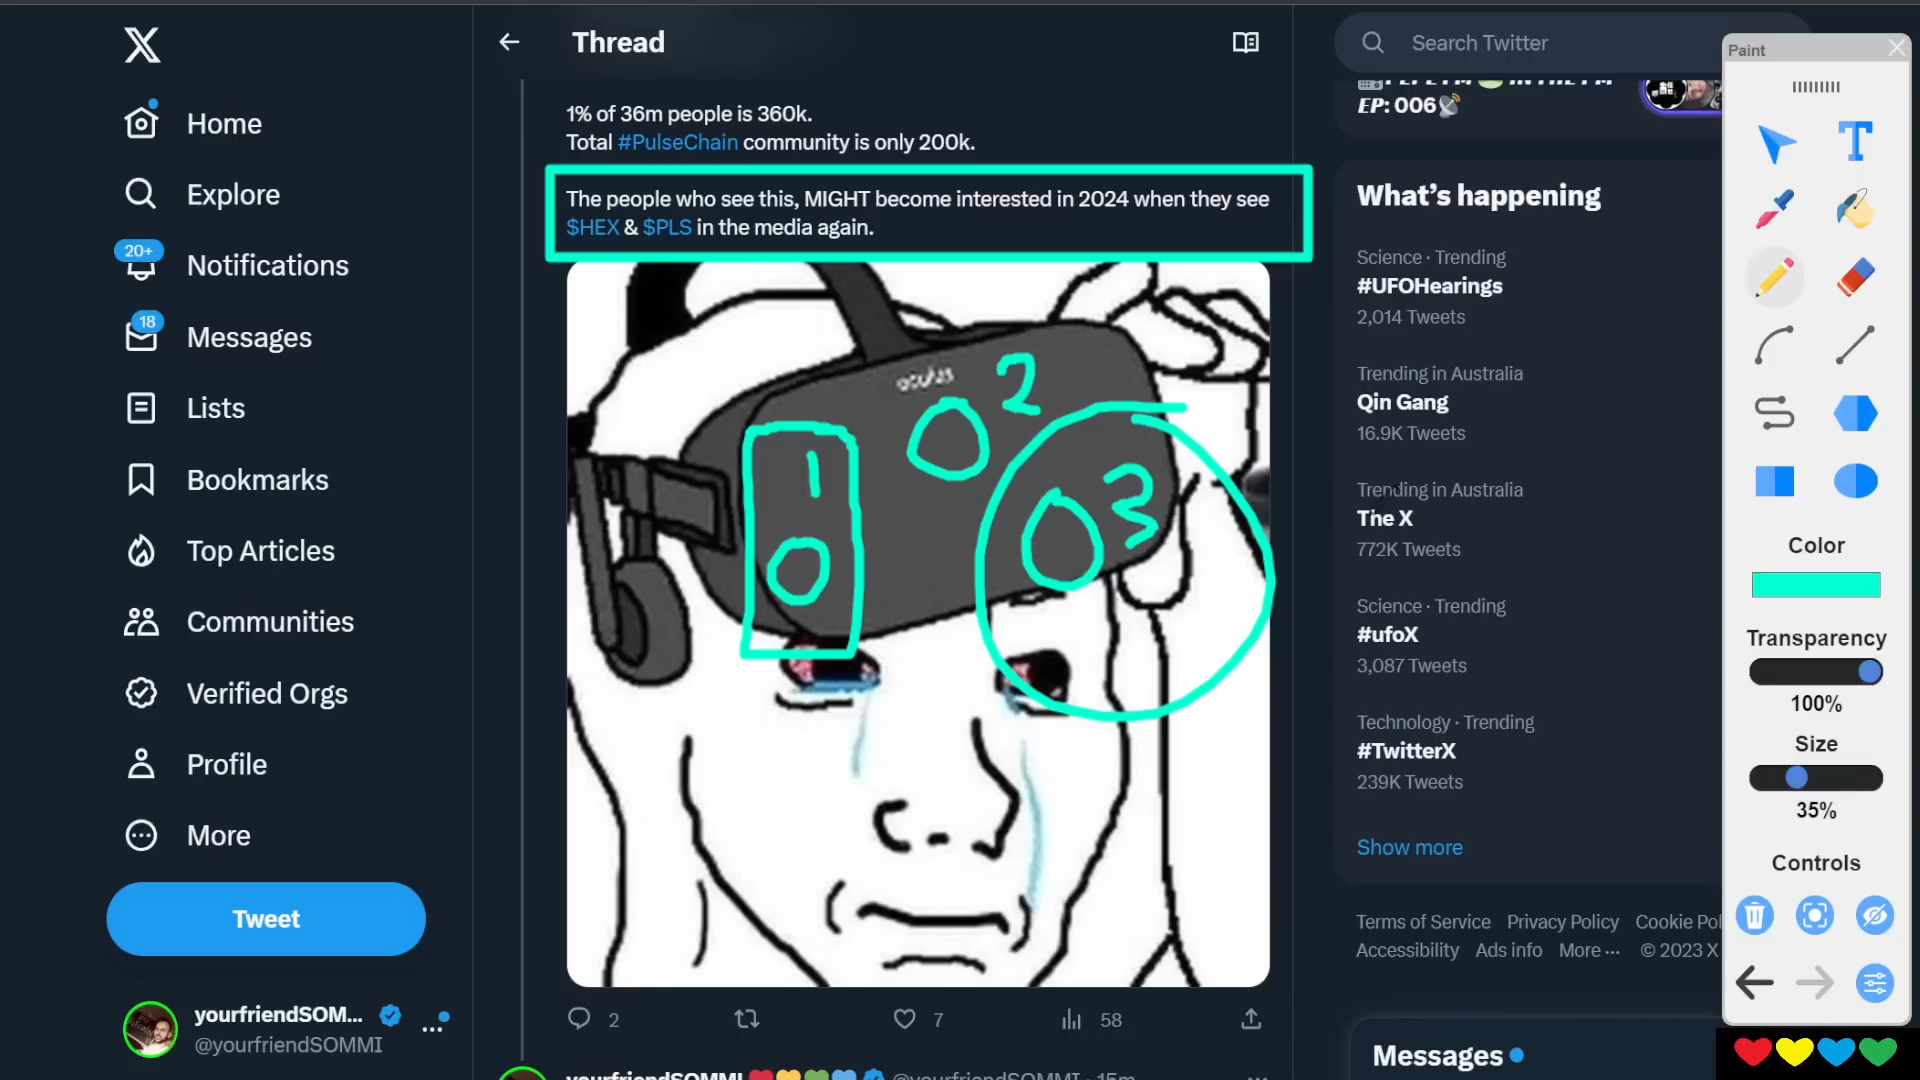 Home
Explore
20+
Notifications
18
Messages
Lists
Bookmarks
Top Articles
Communities
Verified Orgs
Profile
More
Tweet
yourfriendSOM...
@yourfriendSOMMI
Thread
1% of 36m people is 360k.
Total #PulseChain community is only 200k.
The people who see this, MIGHT become interested in 2024 when they see
$HEX & $PLS in the media again.
oculus
2
1
3
2
7
58
yourfriendSOMMI @yourfriendSOMMI · 15m
Search Twitter
EP: 006
What's happening
Science · Trending
#UFOHearings
2,014 Tweets
Trending in Australia
Qin Gang
16.9K Tweets
Trending in Australia
The X
772K Tweets
Science · Trending
#ufoX
3,087 Tweets
Technology · Trending
#TwitterX
239K Tweets
Show more
Terms of Service Privacy Policy Cookie Pol
Accessibility Ads info More ... © 2023 X
Messages
Paint
T
Color
Transparency
100%
Size
35%
Controls